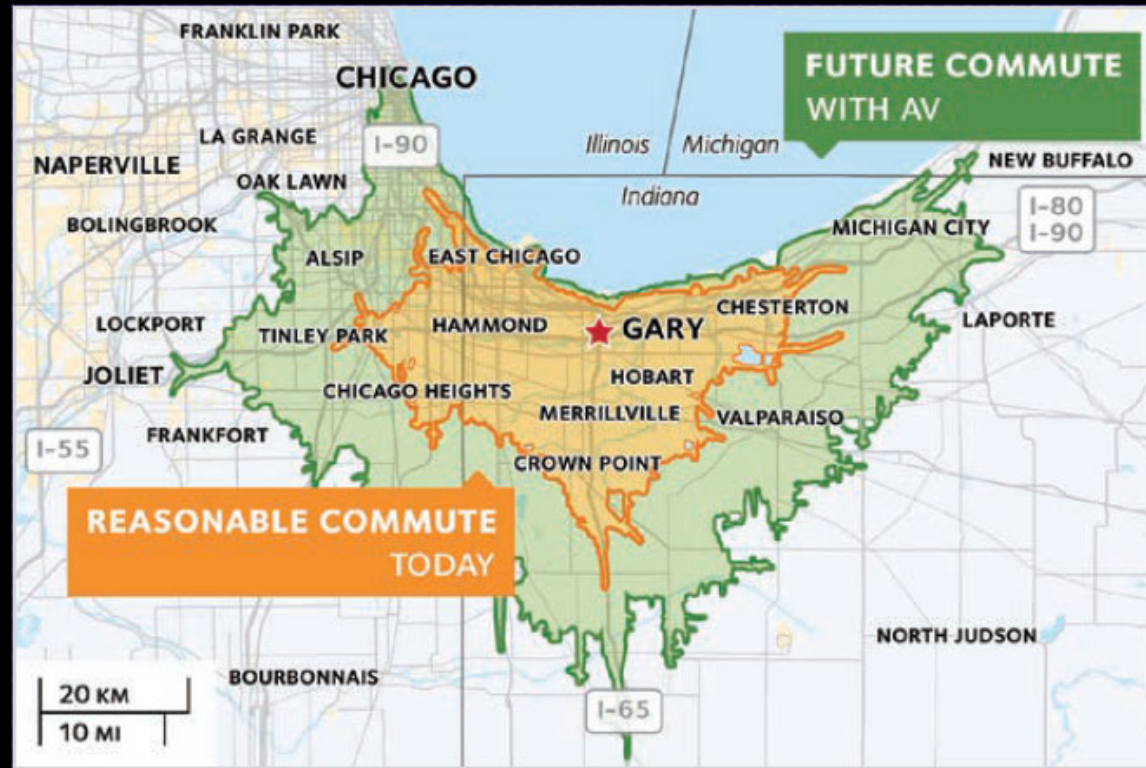 FRANKLIN PARK
CHICAGO
FUTURE COMMUTE
WITH AV
LA GRANGE
I-90
Illinois
Michigan
NAPERVILLE
NEW BUFFALO
OAK LAWN
Indiana
I-80
I-90
BOLINGBROOK
MICHIGAN CITY
ALSIP
EAST CHICAGO
CHESTERTON
LOCKPORT
TINLEY PARK
HAMMOND
GARY
LAPORTE
JOLIET
CHICAGO HEIGHTS
HOBART
MERRILLVILLE
VALPARAISO
FRANKFORT
I-55
CROWN POINT
REASONABLE COMMUTE
TODAY
NORTH JUDSON
BOURBONNAIS
20 KM
10 MI
I-65